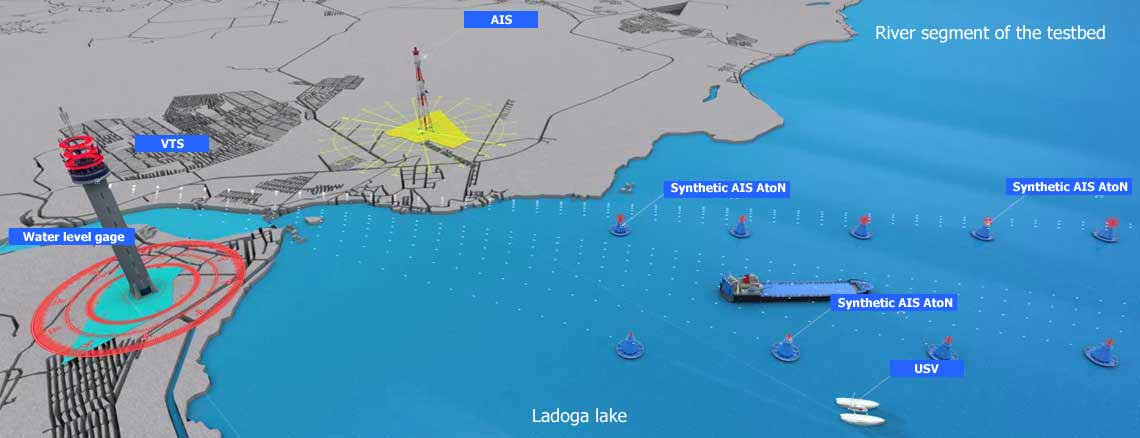 AIS
River segment of the testbed
VTS
Synthetic AIS AtoN
Synthetic AIS AtoN
Water level gage
Synthetic AIS AtoN
USV
Ladoga lake